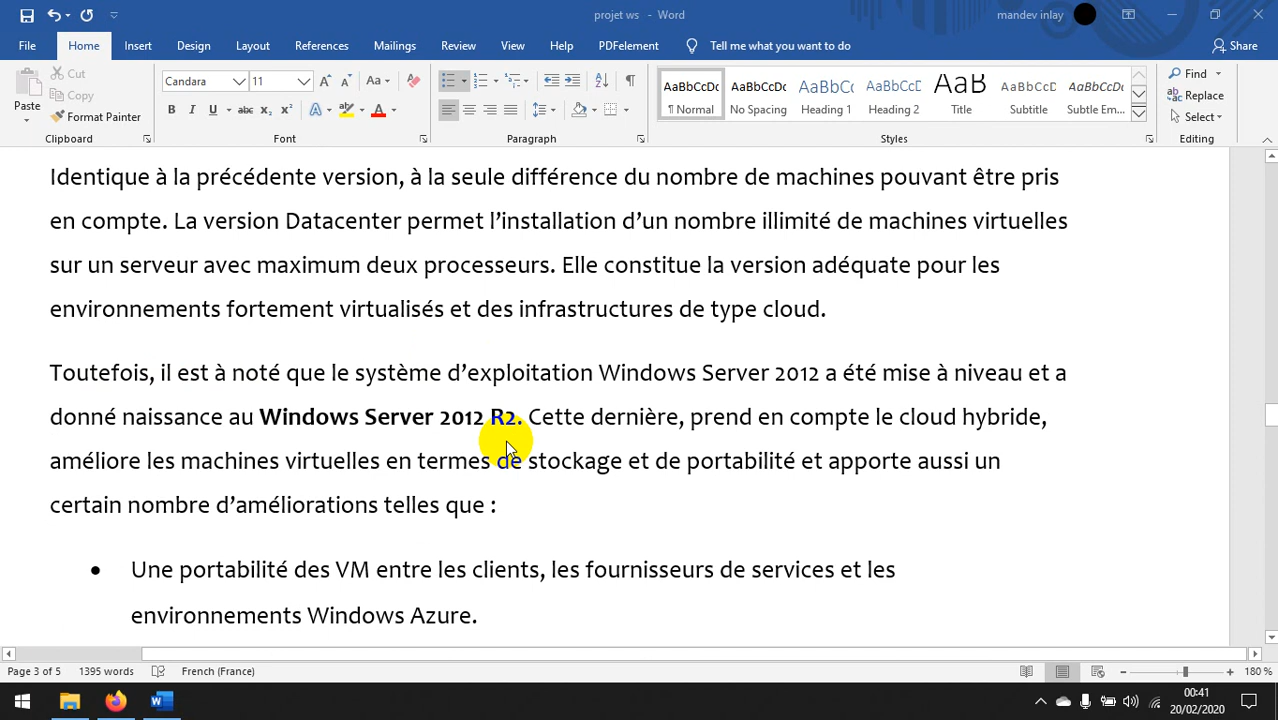 projet ws - Word
mandev inlay
File Home Insert Design Layout References Mailings Review View Help PDFelement Tell me what you want to do Share
Paste
Cut
Copy
Format Painter
Clipboard
Candara 11
Font
Paragraph
AaBbCcDc ¶ Normal
AaBbCcDc No Spacing
AaBbCc Heading 1
AaBbCcDc Heading 2
AaB Title
AaBbCcDc Subtitle
AaBbCcDc Subtle Em...
Styles
Find
Replace
Select
Editing
Identique à la précédente version, à la seule différence du nombre de machines pouvant être pris
en compte. La version Datacenter permet l’installation d’un nombre illimité de machines virtuelles
sur un serveur avec maximum deux processeurs. Elle constitue la version adéquate pour les
environnements fortement virtualisés et des infrastructures de type cloud.
Toutefois, il est à noté que le système d’exploitation Windows Server 2012 a été mise à niveau et a
donné naissance au Windows Server 2012 R2. Cette dernière, prend en compte le cloud hybride,
améliore les machines virtuelles en termes de stockage et de portabilité et apporte aussi un
certain nombre d’améliorations telles que :
• Une portabilité des VM entre les clients, les fournisseurs de services et les
environnements Windows Azure.
Page 3 of 5 1395 words French (France) 180 %
00:41
20/02/2020